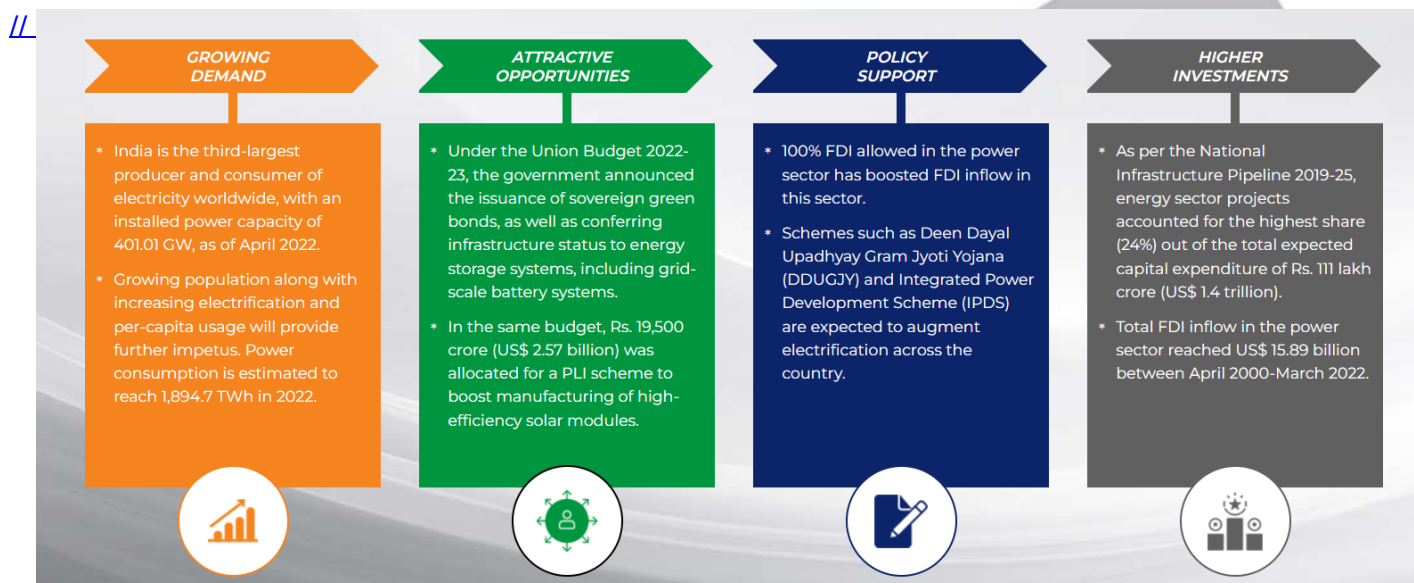 //
GROWING
DEMAND
* India is the third-largest
producer and consumer of
electricity worldwide, with an
installed power capacity of
401.01 GW, as of April 2022.
* Growing population along with
increasing electrification and
per-capita usage will provide
further impetus. Power
consumption is estimated to
reach 1,894.7 TWh in 2022.
ATTRACTIVE
OPPORTUNITIES
* Under the Union Budget 2022-
23, the government announced
the issuance of sovereign green
bonds, as well as conferring
infrastructure status to energy
storage systems, including grid-
scale battery systems.
* In the same budget, Rs. 19,500
crore (US$ 2.57 billion) was
allocated for a PLI scheme to
boost manufacturing of high-
efficiency solar modules.
POLICY
SUPPORT
* 100% FDI allowed in the power
sector has boosted FDI inflow in
this sector.
* Schemes such as Deen Dayal
Upadhyay Gram Jyoti Yojana
(DDUGJY) and Integrated Power
Development Scheme (IPDS)
are expected to augment
electrification across the
country.
HIGHER
INVESTMENTS
* As per the National
Infrastructure Pipeline 2019-25,
energy sector projects
accounted for the highest share
(24%) out of the total expected
capital expenditure of Rs. 111 lakh
crore (US$ 1.4 trillion).
* Total FDI inflow in the power
sector reached US$ 15.89 billion
between April 2000-March 2022.